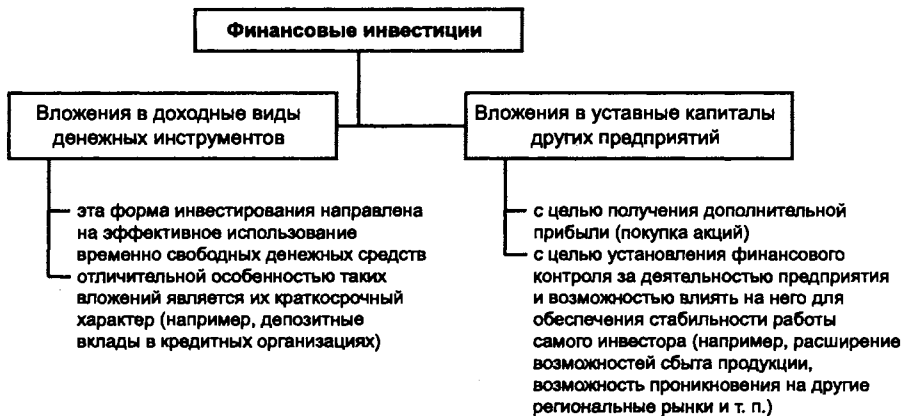 Финансовые инвестиции
Вложения в доходные виды
денежных инструментов
эта форма инвестирования направлена
на эффективное использование
временно свободных денежных средств
отличительной особенностью таких
вложений является их краткосрочный
характер (например, депозитные
вклады в кредитных организациях)
Вложения в уставные капиталы
других предприятий
с целью получения дополнительной
прибыли (покупка акций)
с целью установления финансового
контроля за деятельностью предприятия
и возможностью влиять на него для
обеспечения стабильности работы
самого инвестора (например, расширение
возможностей сбыта продукции,
возможность проникновения на другие
региональные рынки и т. п.)